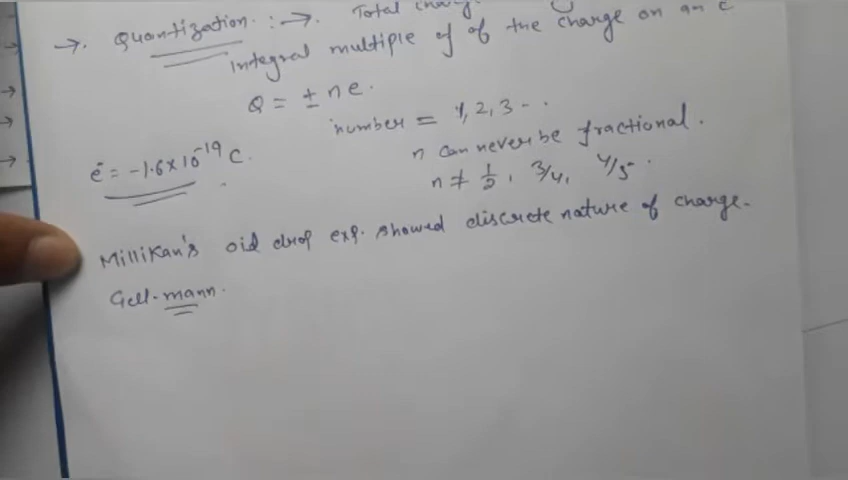 →. Quantization. :→. Total charg
Integral multiple of of the charge on an e
Q = ± ne.
number = 1, 2, 3 - - .
n can never be fractional.
e⁻ = -1.6×10⁻¹⁹ C.
n ≠ 1/2, 3/4, 4/5 .
Millikan's oid drop exp. showed discrete nature of charge.
Gell-mann.